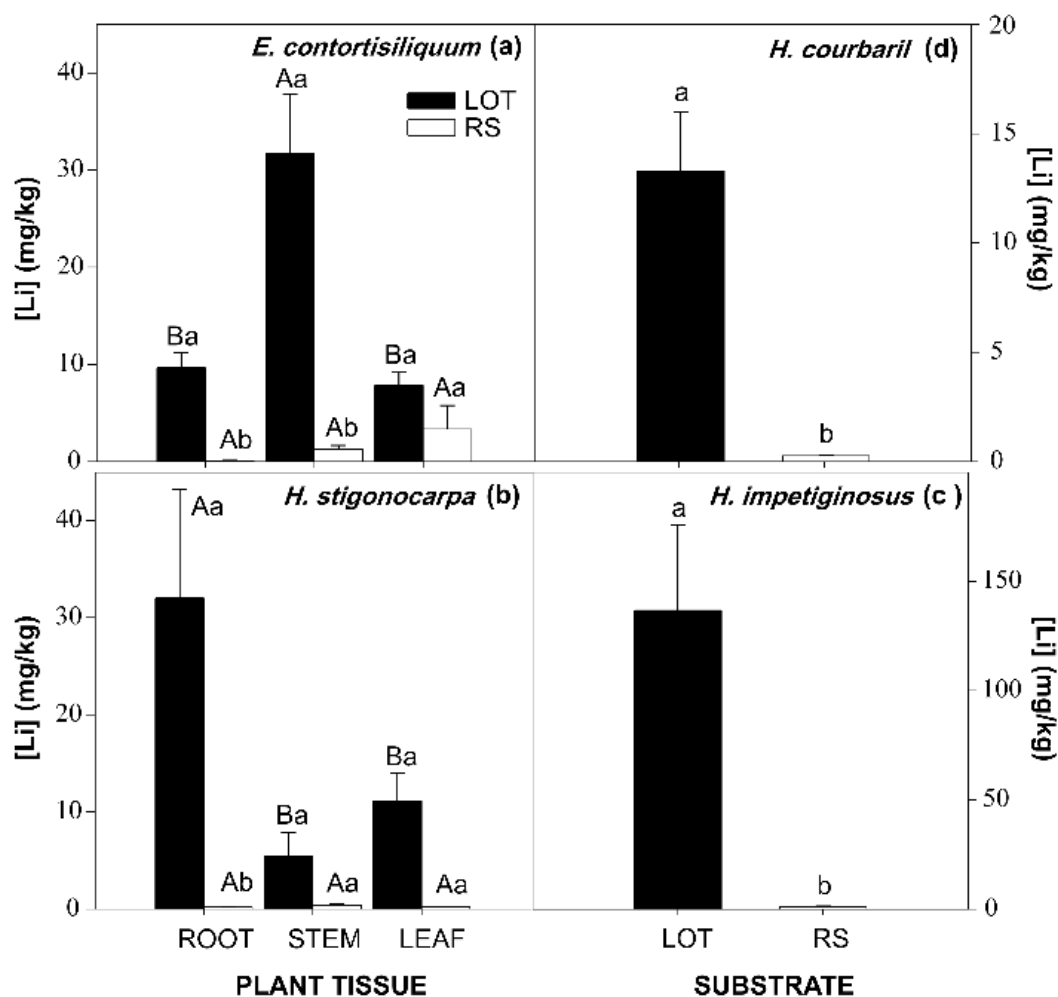 E. contortisiliquum (a)
Aa
LOT
RS
Ba
Ab
Ab
Ba
Aa
40
30
20
10
0
[Li] (mg/kg)
H. courbaril (d)
a
b
20
15
10
5
0
[Li] (mg/kg)
H. stigonocarpa (b)
Aa
Ab
Ba
Aa
Ba
Aa
40
30
20
10
0
[Li] (mg/kg)
ROOT STEM LEAF
PLANT TISSUE
H. impetiginosus (c )
a
b
150
100
50
0
[Li] (mg/kg)
LOT RS
SUBSTRATE